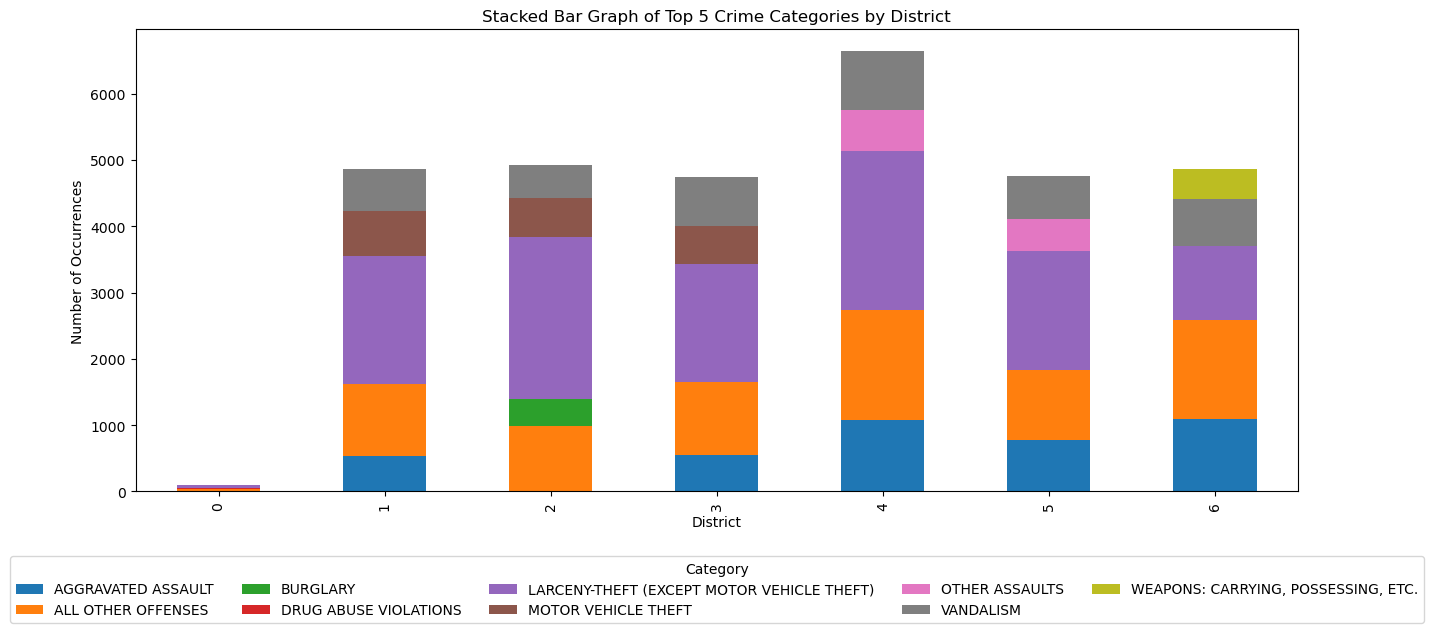 Stacked Bar Graph of Top 5 Crime Categories by District
Number of Occurrences
6000
5000
4000
3000
2000
1000
0
0
1
2
3
4
5
6
District
Category
AGGRAVATED ASSAULT
ALL OTHER OFFENSES
BURGLARY
DRUG ABUSE VIOLATIONS
LARCENY-THEFT (EXCEPT MOTOR VEHICLE THEFT)
MOTOR VEHICLE THEFT
OTHER ASSAULTS
VANDALISM
WEAPONS: CARRYING, POSSESSING, ETC.